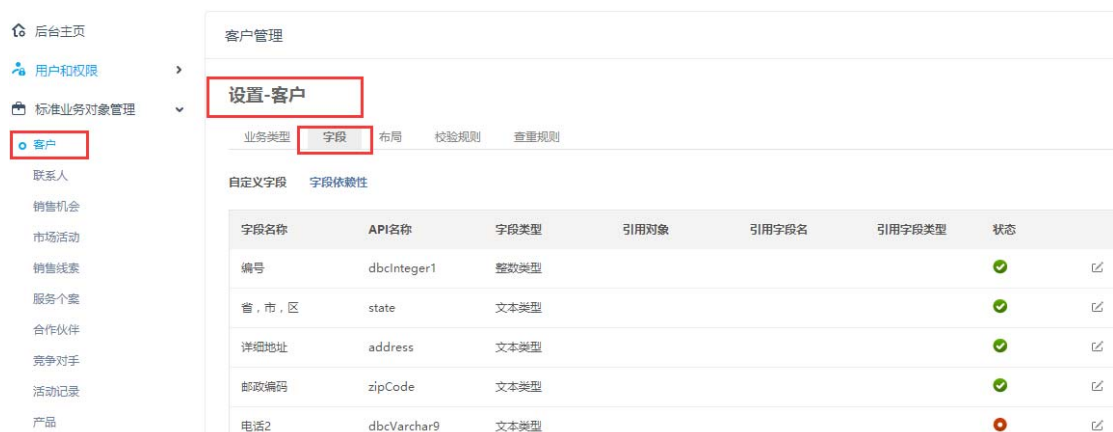 后台主页
用户和权限
标准业务对象管理
客户
联系人
销售机会
市场活动
销售线索
服务个案
合作伙伴
竞争对手
活动记录
产品
客户管理
设置-客户
业务类型 字段 布局 校验规则 查重规则
自定义字段 字段依赖性
字段名称 API名称 字段类型 引用对象 引用字段名 引用字段类型 状态
编号 dbcInteger1 整数类型
省，市，区 state 文本类型
详细地址 address 文本类型
邮政编码 zipCode 文本类型
电话2 dbcVarchar9 文本类型